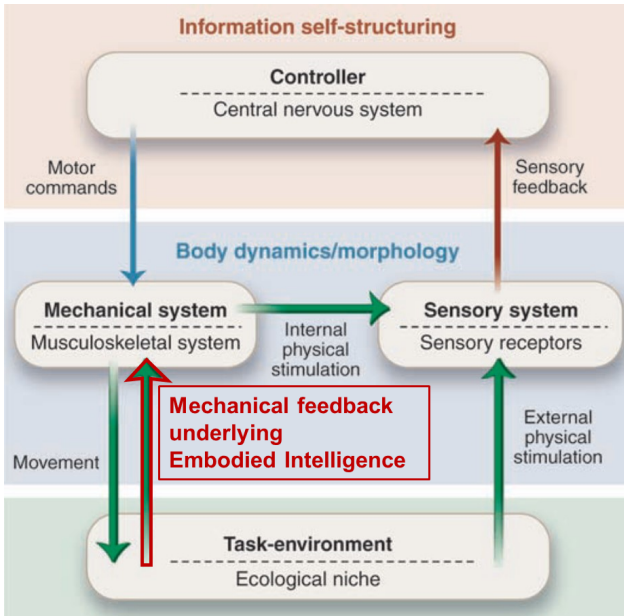 Information self-structuring
Controller
Central nervous system
Motor
commands
Sensory
feedback
Body dynamics/morphology
Mechanical system
Musculoskeletal system
Internal
physical
stimulation
Sensory system
Sensory receptors
Mechanical feedback
underlying
Embodied Intelligence
Movement
External
physical
stimulation
Task-environment
Ecological niche